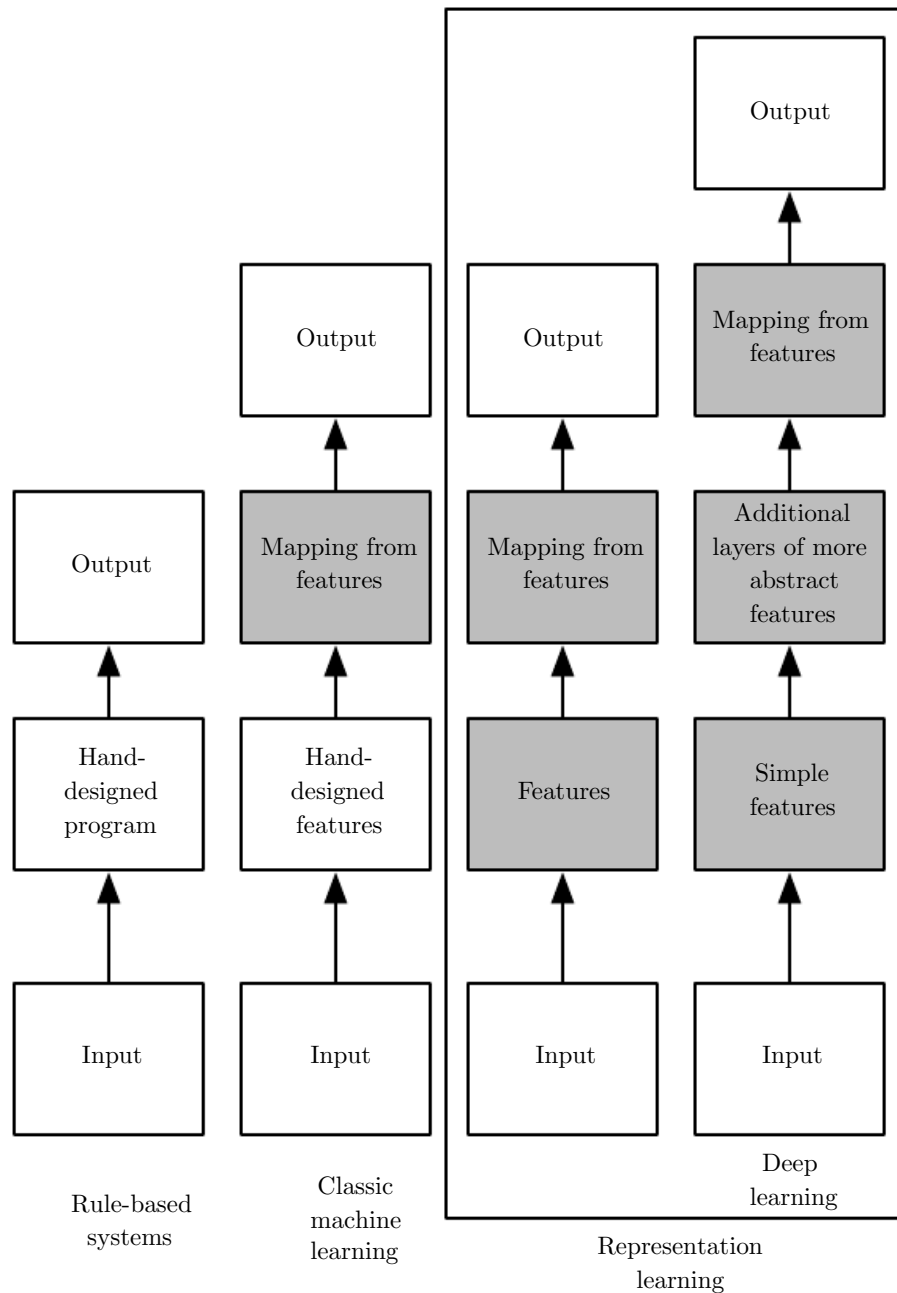 Output
Output
Output
Mapping from
features
Output
Mapping from
features
Mapping from
features
Additional
layers of more
abstract
features
Hand-
designed
program
Hand-
designed
features
Features
Simple
features
Input
Input
Input
Input
Rule-based
systems
Classic
machine
learning
Deep
learning
Representation
learning